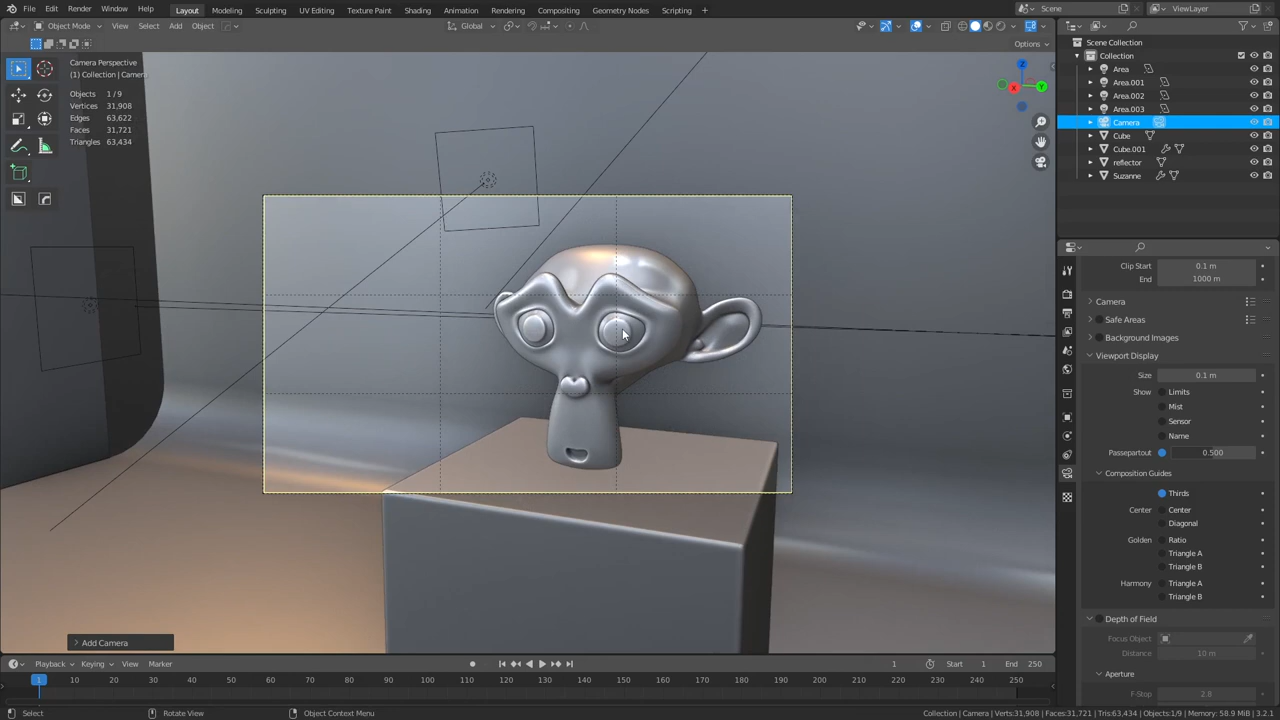 File Edit Render Window Help Layout Modeling Sculpting UV Editing Texture Paint Shading Animation Rendering Compositing Geometry Nodes Scripting + Scene ViewLayer
Object Mode View Select Add Object Global
Options
Camera Perspective
(1) Collection | Camera
Objects 1/9
Vertices 31,908
Edges 63,622
Faces 31,721
Triangles 63,434
Z
X
Y
Scene Collection
Collection
Area
Area.001
Area.002
Area.003
Camera
Cube
Cube.001
reflector
Suzanne
Clip Start 0.1 m
End 1000 m
Camera
Safe Areas
Background Images
Viewport Display
Size 0.1 m
Show Limits
Mist
Sensor
Name
Passepartout 0.500
Composition Guides
Thirds
Center Center
Diagonal
Golden Ratio
Triangle A
Triangle B
Harmony Triangle A
Triangle B
Depth of Field
Focus Object
Distance 10 m
Aperture
F-Stop 2.8
Add Camera
Playback Keying View Marker 1 Start 1 End 250
1 10 20 30 40 50 60 70 80 90 100 110 120 130 140 150 160 170 180 190 200 210 220 230 240 250
Select Rotate View Object Context Menu Collection | Camera | Verts:31,908 | Faces:31,721 | Tris:63,434 | Objects:1/9 | Memory: 58.9 MiB | 3.2.1